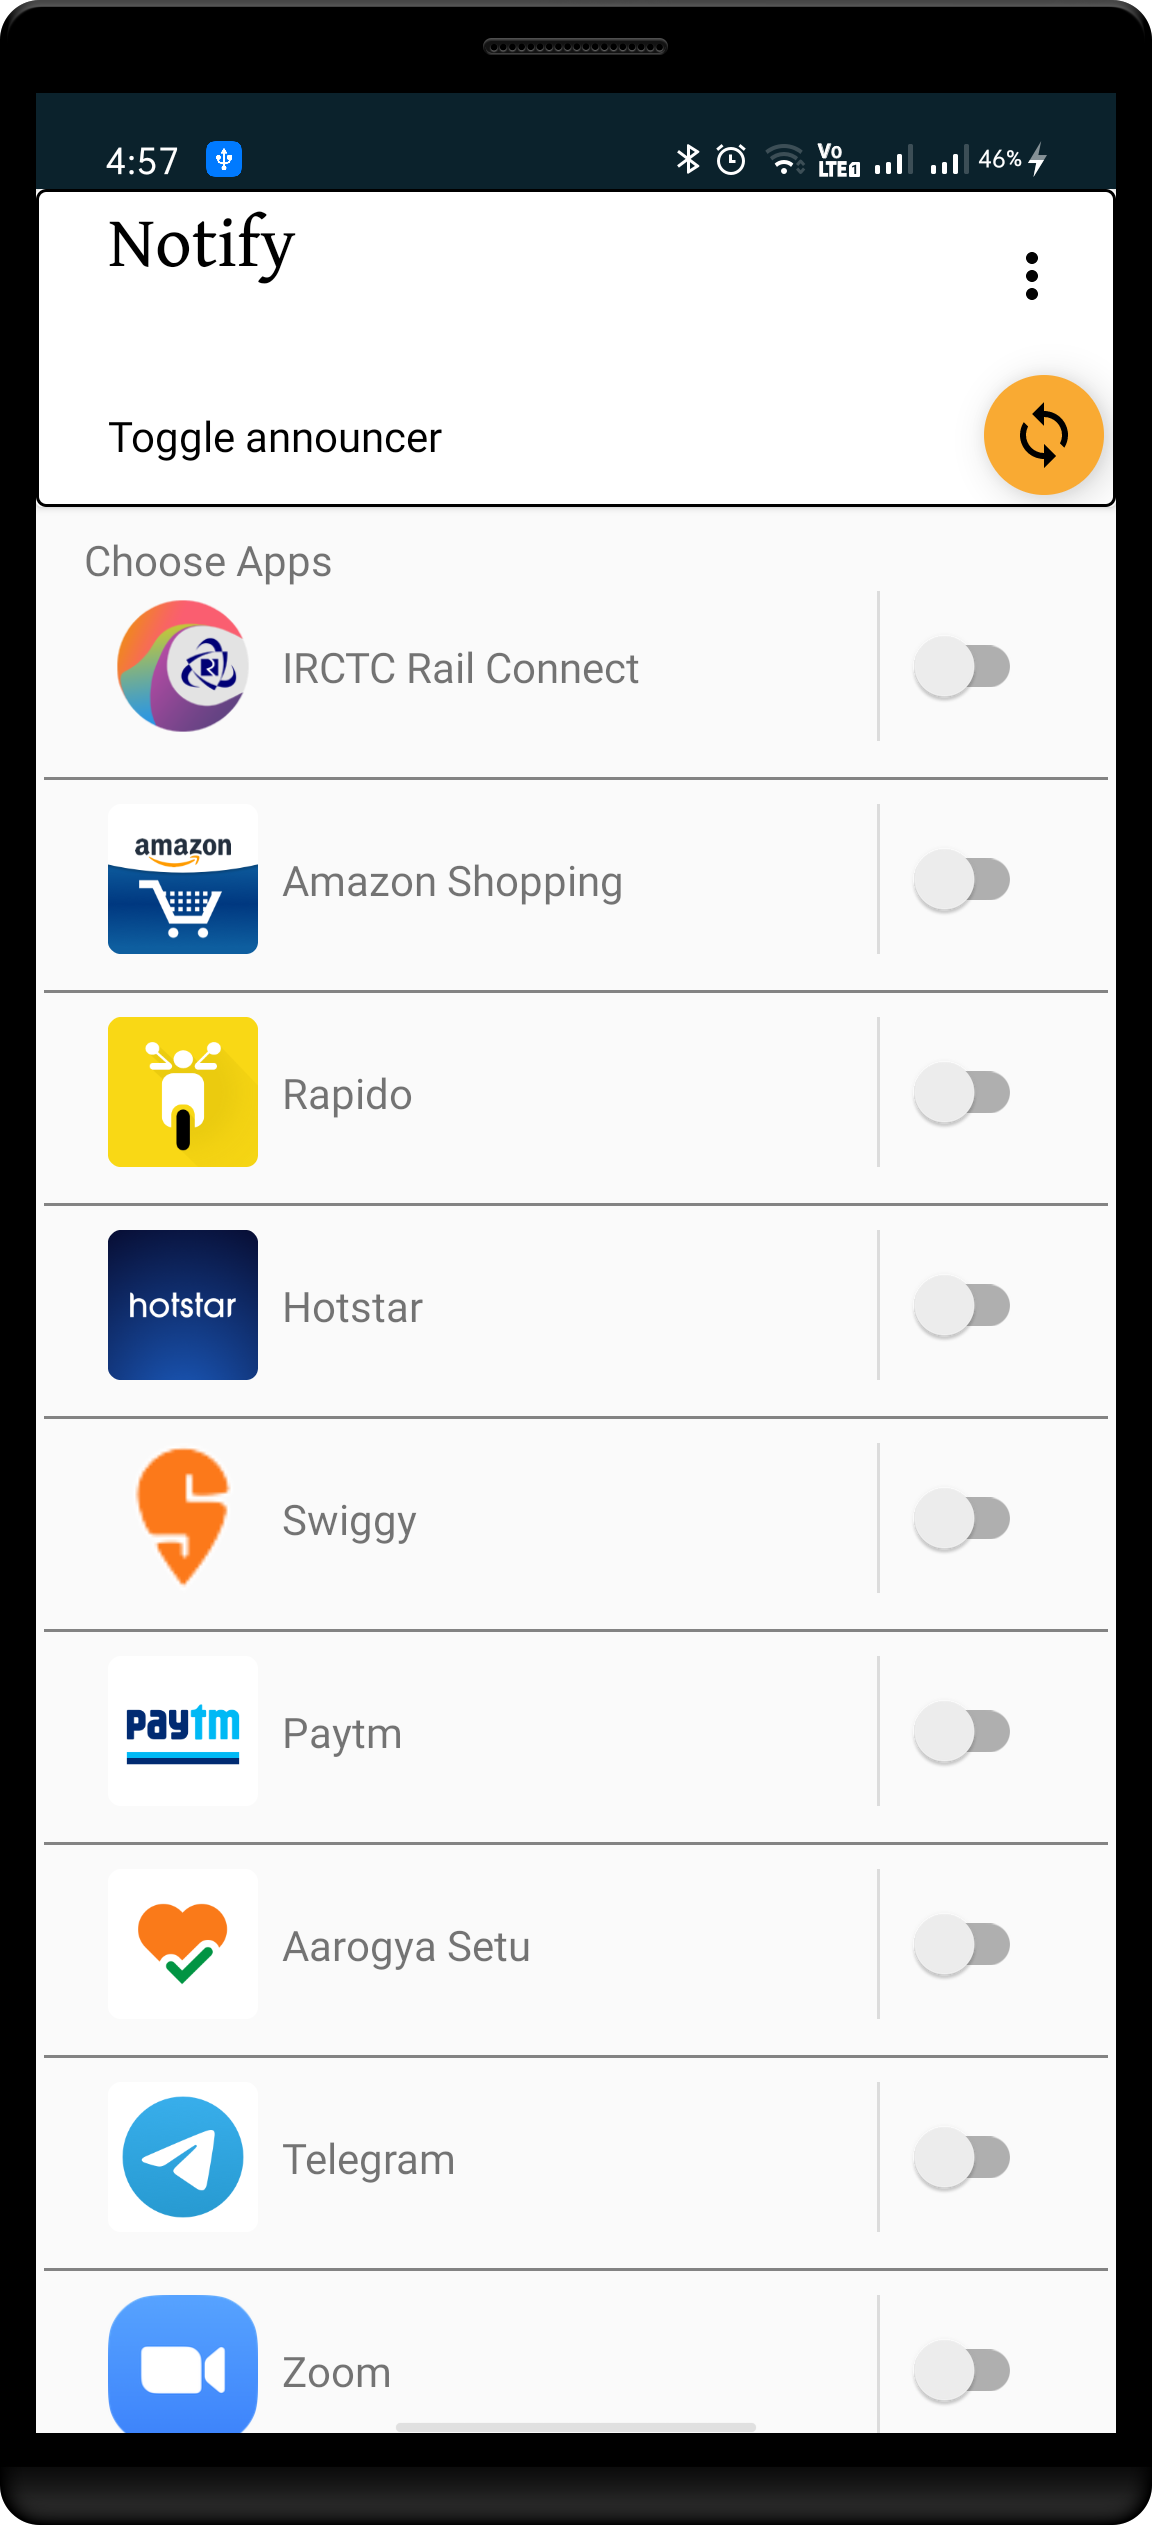 4:57
Vo
LTE1
46%
Notify
Toggle announcer
Choose Apps
IRCTC Rail Connect
amazon
Amazon Shopping
Rapido
hotstar
Hotstar
Swiggy
paytm
Paytm
Aarogya Setu
Telegram
Zoom